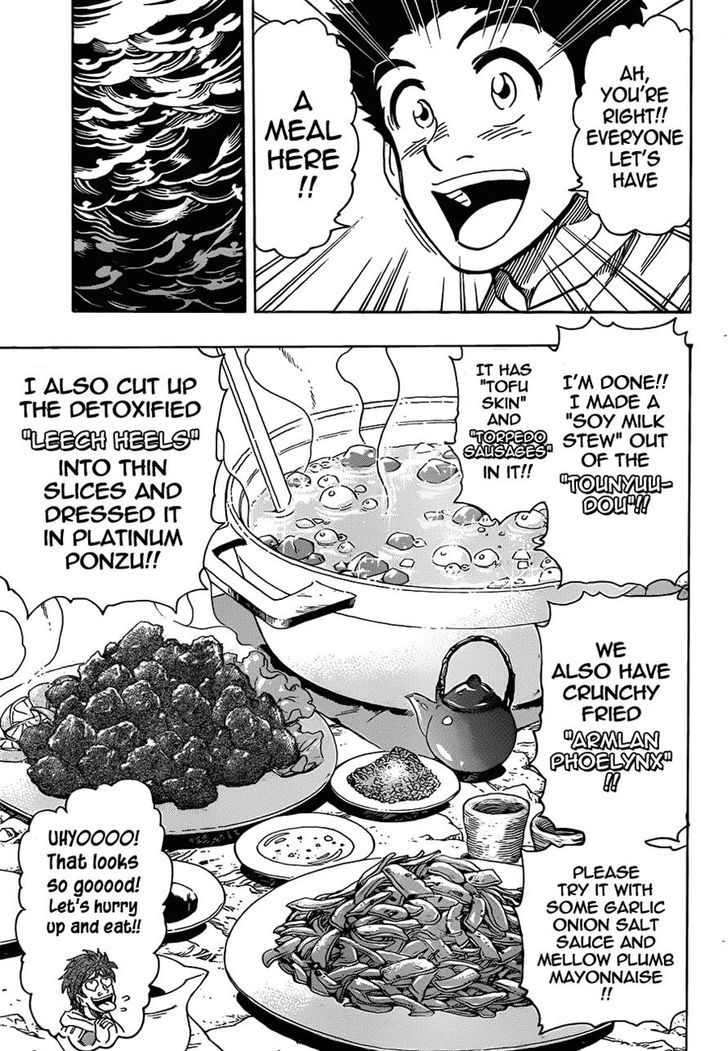 AH,
YOU'RE
RIGHT!!
EVERYONE
LET'S
HAVE
A
MEAL
HERE
!!
I'M DONE!!
I MADE A
"SOY MILK
STEW" OUT
OF THE
"TOUNYUU-
DOU"!!
IT HAS
"TOFU
SKIN"
AND
"TORPEDO
SAUSAGES"
IN IT!!
I ALSO CUT UP
THE DETOXIFIED
"LEECH HEELS"
INTO THIN
SLICES AND
DRESSED IT
IN PLATINUM
PONZU!!
WE
ALSO HAVE
CRUNCHY
FRIED
"ARMLAN
PHOELYNX"
!!
PLEASE
TRY IT WITH
SOME GARLIC
ONION SALT
SAUCE AND
MELLOW PLUMB
MAYONNAISE
!!
UHYOOOO!
That looks
so gooood!
Let's hurry
up and eat!!